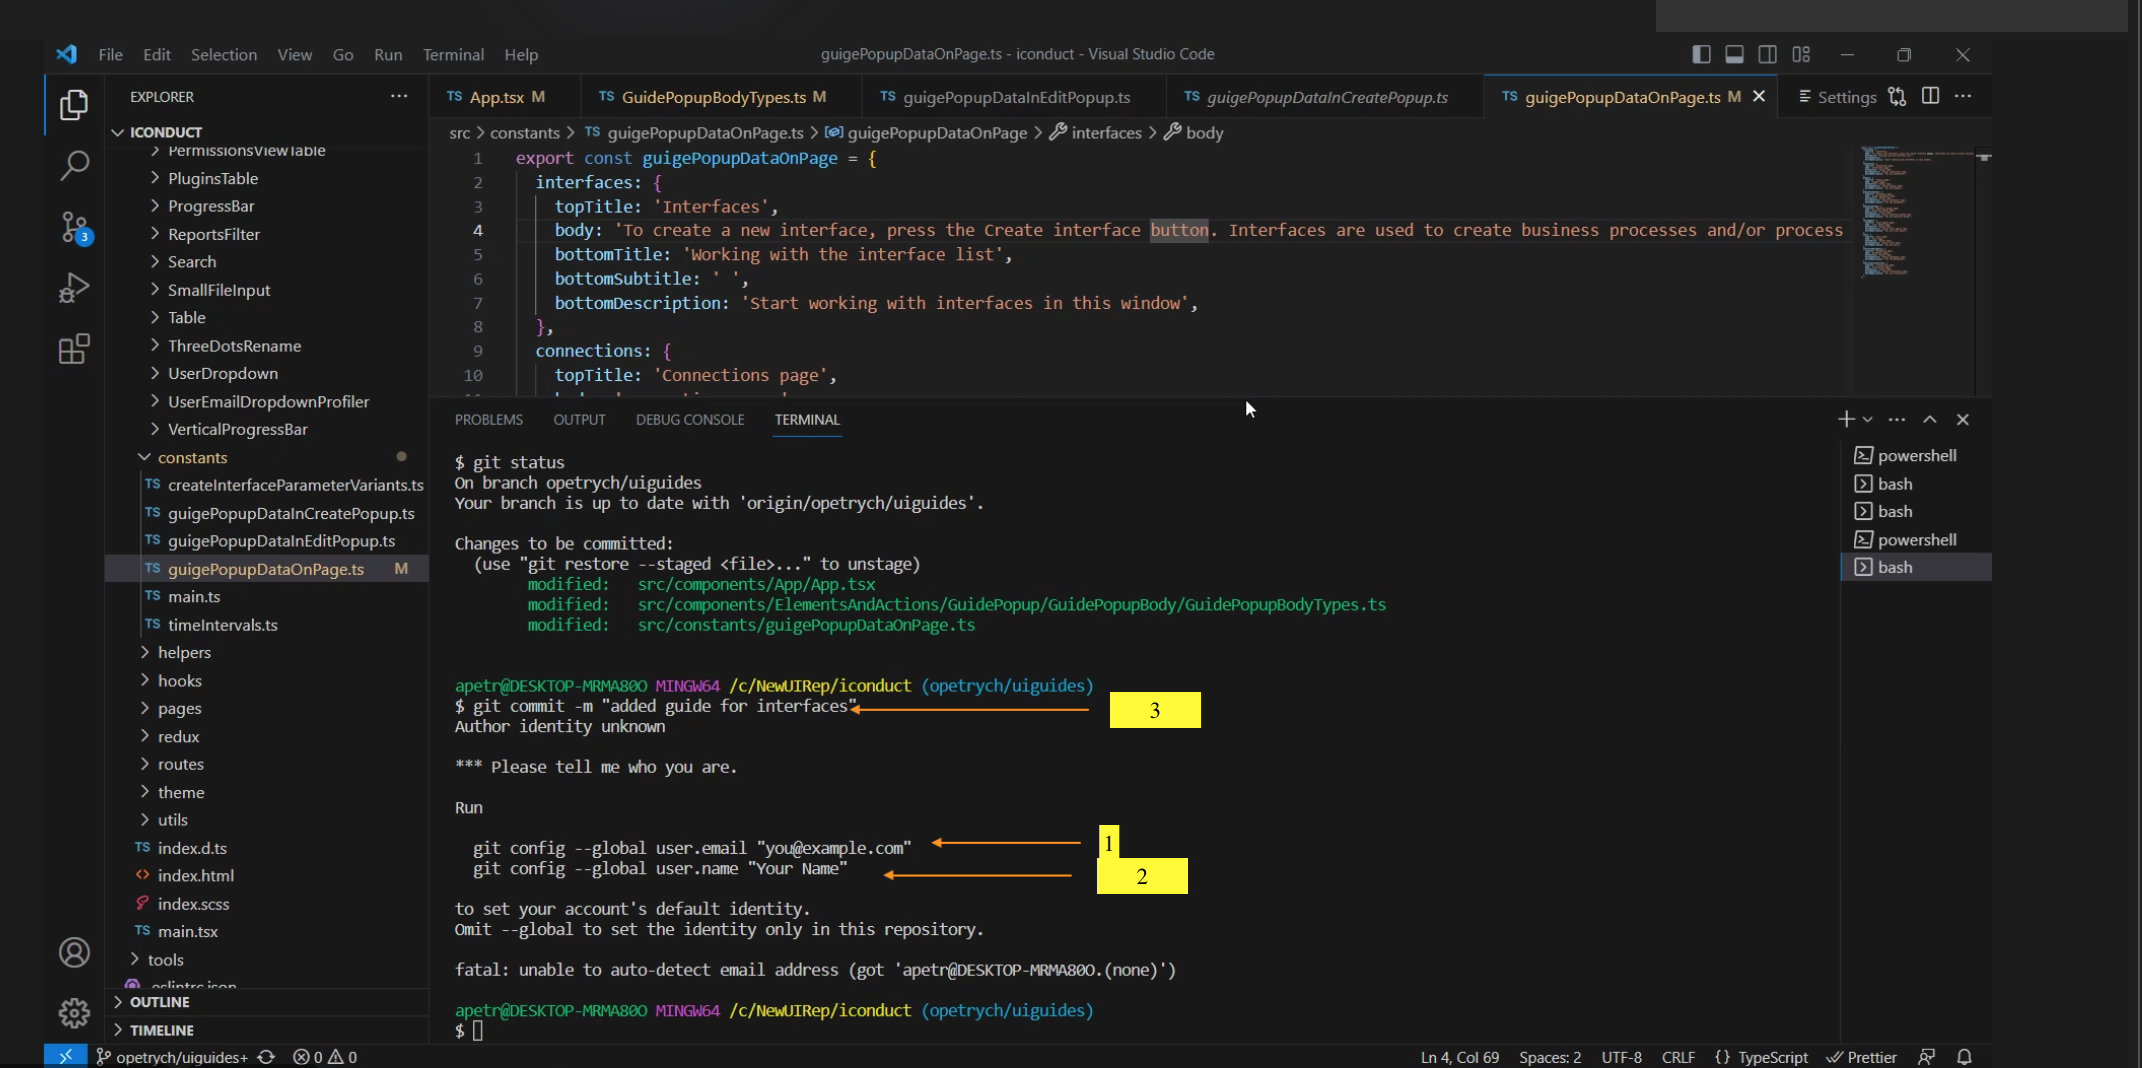 File Edit Selection View Go Run Terminal Help
guigePopupDataOnPage.ts - iconduct - Visual Studio Code
EXPLORER
TS App.tsx M
TS GuidePopupBodyTypes.ts M
TS guigePopupDataInEditPopup.ts
TS guigePopupDataInCreatePopup.ts
TS guigePopupDataOnPage.ts M
Settings
ICONDUCT
PermissionsViewTable
PluginsTable
ProgressBar
ReportsFilter
Search
SmallFileInput
Table
ThreeDotsRename
UserDropdown
UserEmailDropdownProfiler
VerticalProgressBar
constants
TS createInterfaceParameterVariants.ts
TS guigePopupDataInCreatePopup.ts
TS guigePopupDataInEditPopup.ts
TS guigePopupDataOnPage.ts M
TS main.ts
TS timeIntervals.ts
helpers
hooks
pages
redux
routes
theme
utils
TS index.d.ts
<> index.html
index.scss
TS main.tsx
tools
.eslintrc.json
OUTLINE
TIMELINE
3
src > constants > TS guigePopupDataOnPage.ts > guigePopupDataOnPage > interfaces > body
1 export const guigePopupDataOnPage = {
2 interfaces: {
3 topTitle: 'Interfaces',
4 body: 'To create a new interface, press the Create interface button. Interfaces are used to create business processes and/or process
5 bottomTitle: 'Working with the interface list',
6 bottomSubtitle: ' ',
7 bottomDescription: 'Start working with interfaces in this window',
8 },
9 connections: {
10 topTitle: 'Connections page',
PROBLEMS OUTPUT DEBUG CONSOLE TERMINAL
$ git status
On branch opetrych/uiguides
Your branch is up to date with 'origin/opetrych/uiguides'.
Changes to be committed:
(use "git restore --staged <file>..." to unstage)
modified: src/components/App/App.tsx
modified: src/components/ElementsAndActions/GuidePopup/GuidePopupBody/GuidePopupBodyTypes.ts
modified: src/constants/guigePopupDataOnPage.ts
apetr@DESKTOP-MRMA80O MINGW64 /c/NewUIRep/iconduct (opetrych/uiguides)
$ git commit -m "added guide for interfaces"
3
Author identity unknown
*** Please tell me who you are.
Run
git config --global user.email "you@example.com"
1
git config --global user.name "Your Name"
2
to set your account's default identity.
Omit --global to set the identity only in this repository.
fatal: unable to auto-detect email address (got 'apetr@DESKTOP-MRMA80O.(none)')
apetr@DESKTOP-MRMA80O MINGW64 /c/NewUIRep/iconduct (opetrych/uiguides)
$
powershell
bash
bash
powershell
bash
opetrych/uiguides+ 0 0
Ln 4, Col 69 Spaces: 2 UTF-8 CRLF {} TypeScript Prettier